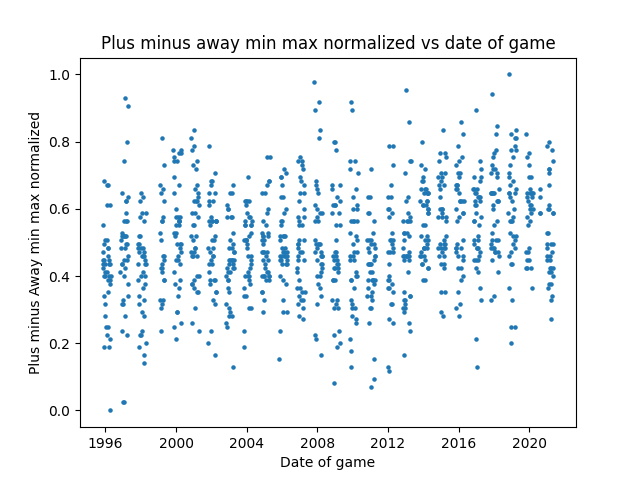 Plus minus away min max normalized vs date of game
1.0
0.8
0.6
0.4
0.2
0.0
Plus minus Away min max normalized
1996 2000 2004 2008 2012 2016 2020
Date of game